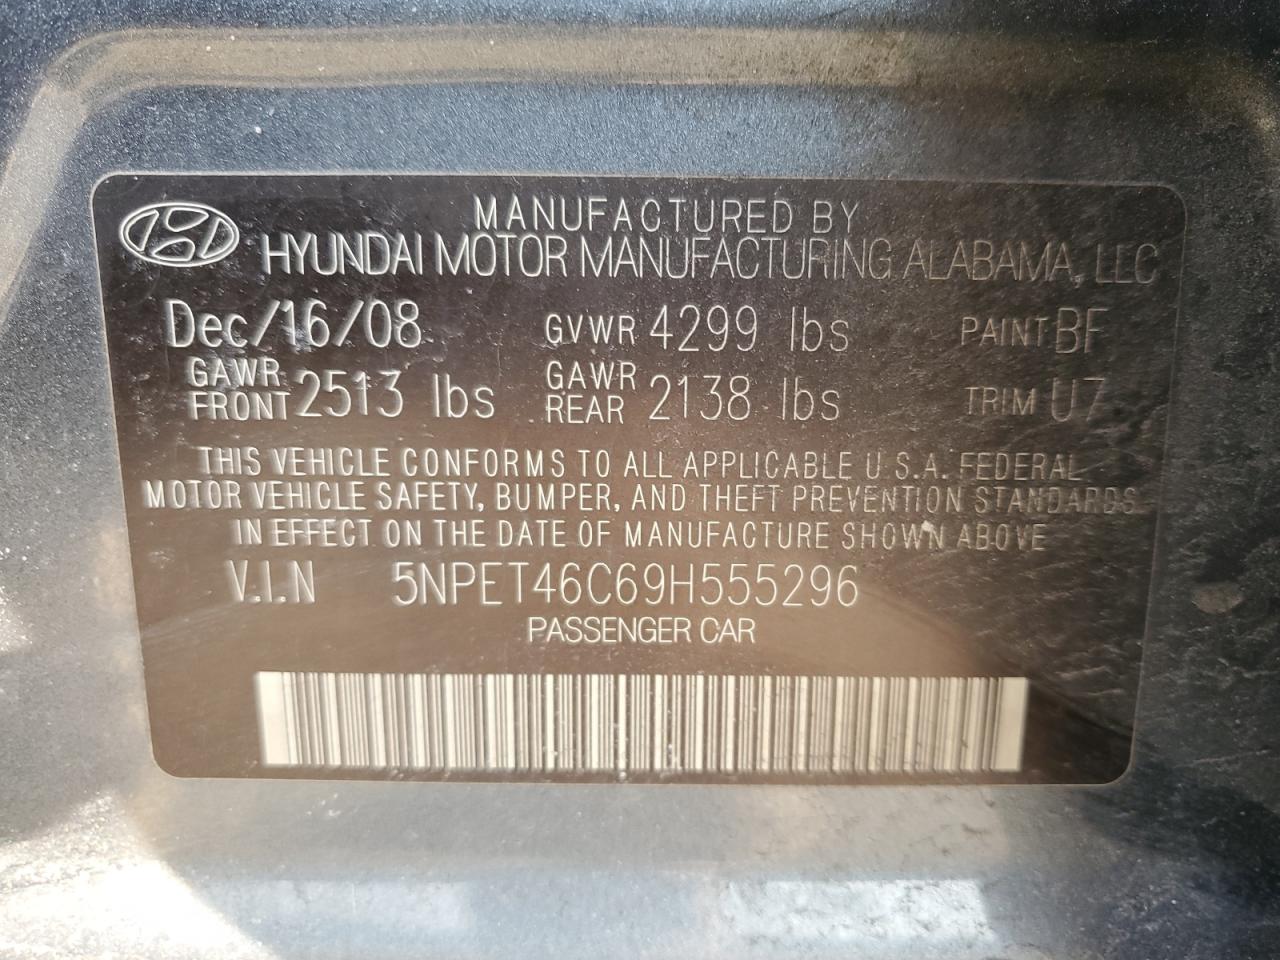 MANUFACTURED BY
HYUNDAI MOTOR MANUFACTURING ALABAMA, LLC
Dec/16/08 GVWR 4299 lbs PAINT BF
GAWR FRONT 2513 lbs GAWR REAR 2138 lbs TRIM U7
THIS VEHICLE CONFORMS TO ALL APPLICABLE U.S.A. FEDERAL
MOTOR VEHICLE SAFETY, BUMPER, AND THEFT PREVENTION STANDARDS
IN EFFECT ON THE DATE OF MANUFACTURE SHOWN ABOVE
V.I.N 5NPET46C69H555296
PASSENGER CAR